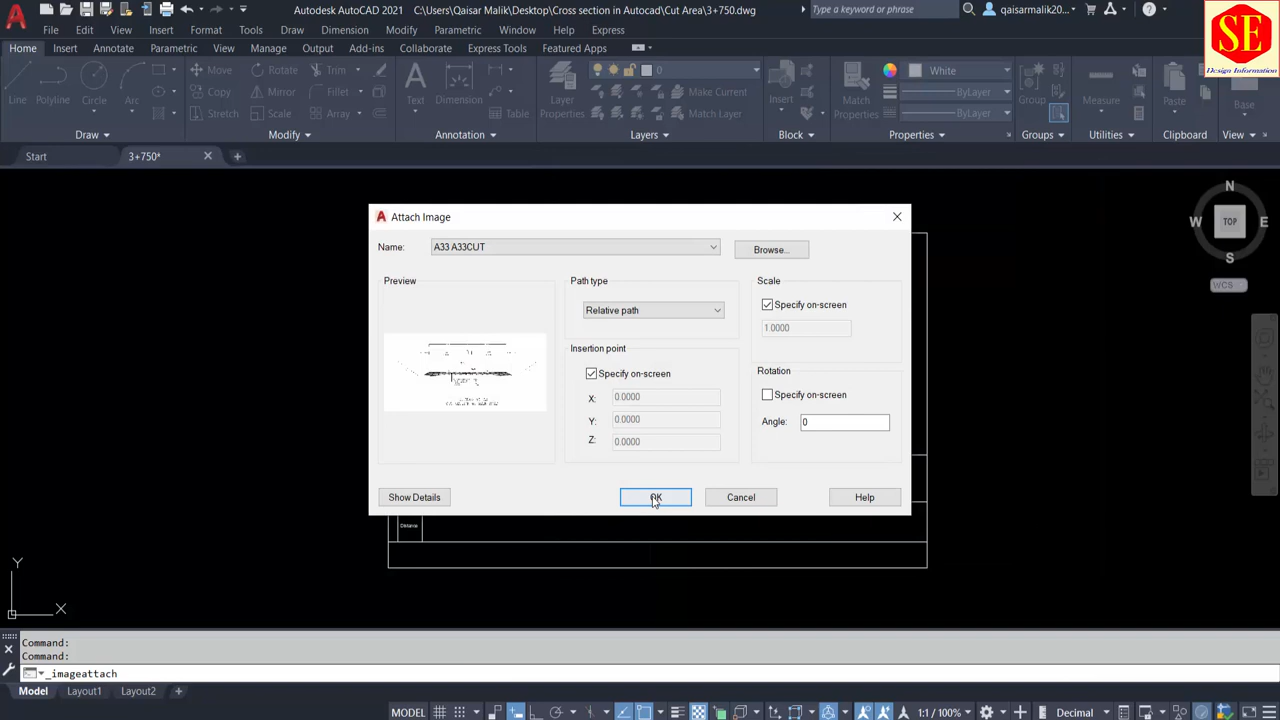 Autodesk AutoCAD 2021 C:\Users\Qaisar Malik\Desktop\Cross section in Autocad\Cut Area\3+750.dwg
Type a keyword or phrase
qaisarmalik20...
SE
Design Information
File Edit View Insert Format Tools Draw Dimension Modify Parametric Window Help Express
Home Insert Annotate Parametric View Manage Output Add-ins Collaborate Express Tools Featured Apps
Line Polyline Circle Arc
Move Rotate Trim
Copy Mirror Fillet
Stretch Scale Array
Text Dimension Table
Layer Properties
0
Make Current
Match Layer
Insert
Match Properties
White
ByLayer
ByLayer
Group
Measure
Paste
Base
Draw Modify Annotation Layers Block Properties Groups Utilities Clipboard View
Start 3+750*
Attach Image
Name: A33 A33CUT Browse...
Preview
Path type
Relative path
Insertion point
Specify on-screen
X: 0.0000
Y: 0.0000
Z: 0.0000
Scale
Specify on-screen
1.0000
Rotation
Specify on-screen
Angle: 0
Show Details OK Cancel Help
N
W TOP E
S
WCS
Distance
Y
X
Command:
Command:
_imageattach
Model Layout1 Layout2
MODEL 1:1 / 100% Decimal